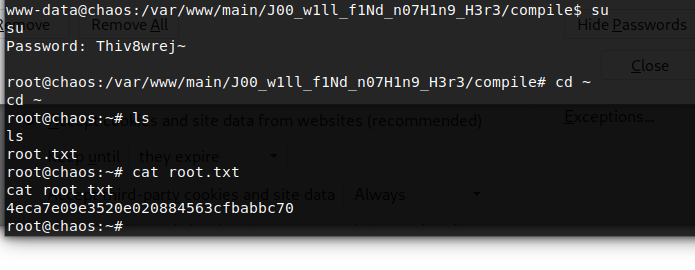 www-data@chaos:/var/www/main/J00_w1ll_f1Nd_n07H1n9_H3r3/compile$ su
su
Remove All
Hide Passwords
Password: Thiv8wrej~
Close
root@chaos:/var/www/main/J00_w1ll_f1Nd_n07H1n9_H3r3/compile# cd ~
cd ~
root@chaos:~# ls
and site data from websites (recommended)
Exceptions...
ls
root.txt
until they expire
root@chaos:~# cat root.txt
cat root.txt
third-party cookies and site data Always
4eca7e09e3520e020884563cfbabbc70
root@chaos:~#